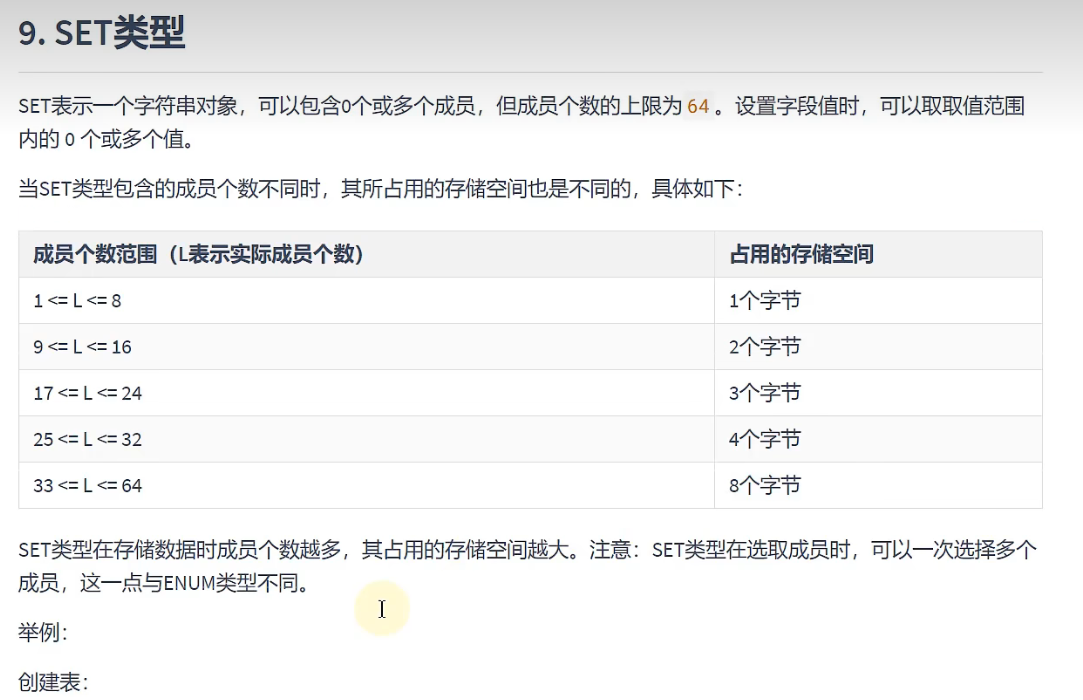 9. SET类型
SET表示一个字符串对象，可以包含0个或多个成员，但成员个数的上限为 64 。设置字段值时，可以取取值范围
内的 0 个或多个值。
当SET类型包含的成员个数不同时，其所占用的存储空间也是不同的，具体如下：
成员个数范围（L表示实际成员个数） 占用的存储空间
1 <= L <= 8 1个字节
9 <= L <= 16 2个字节
17 <= L <= 24 3个字节
25 <= L <= 32 4个字节
33 <= L <= 64 8个字节
SET类型在存储数据时成员个数越多，其占用的存储空间越大。注意：SET类型在选取成员时，可以一次选择多个
成员，这一点与ENUM类型不同。
举例：
创建表：